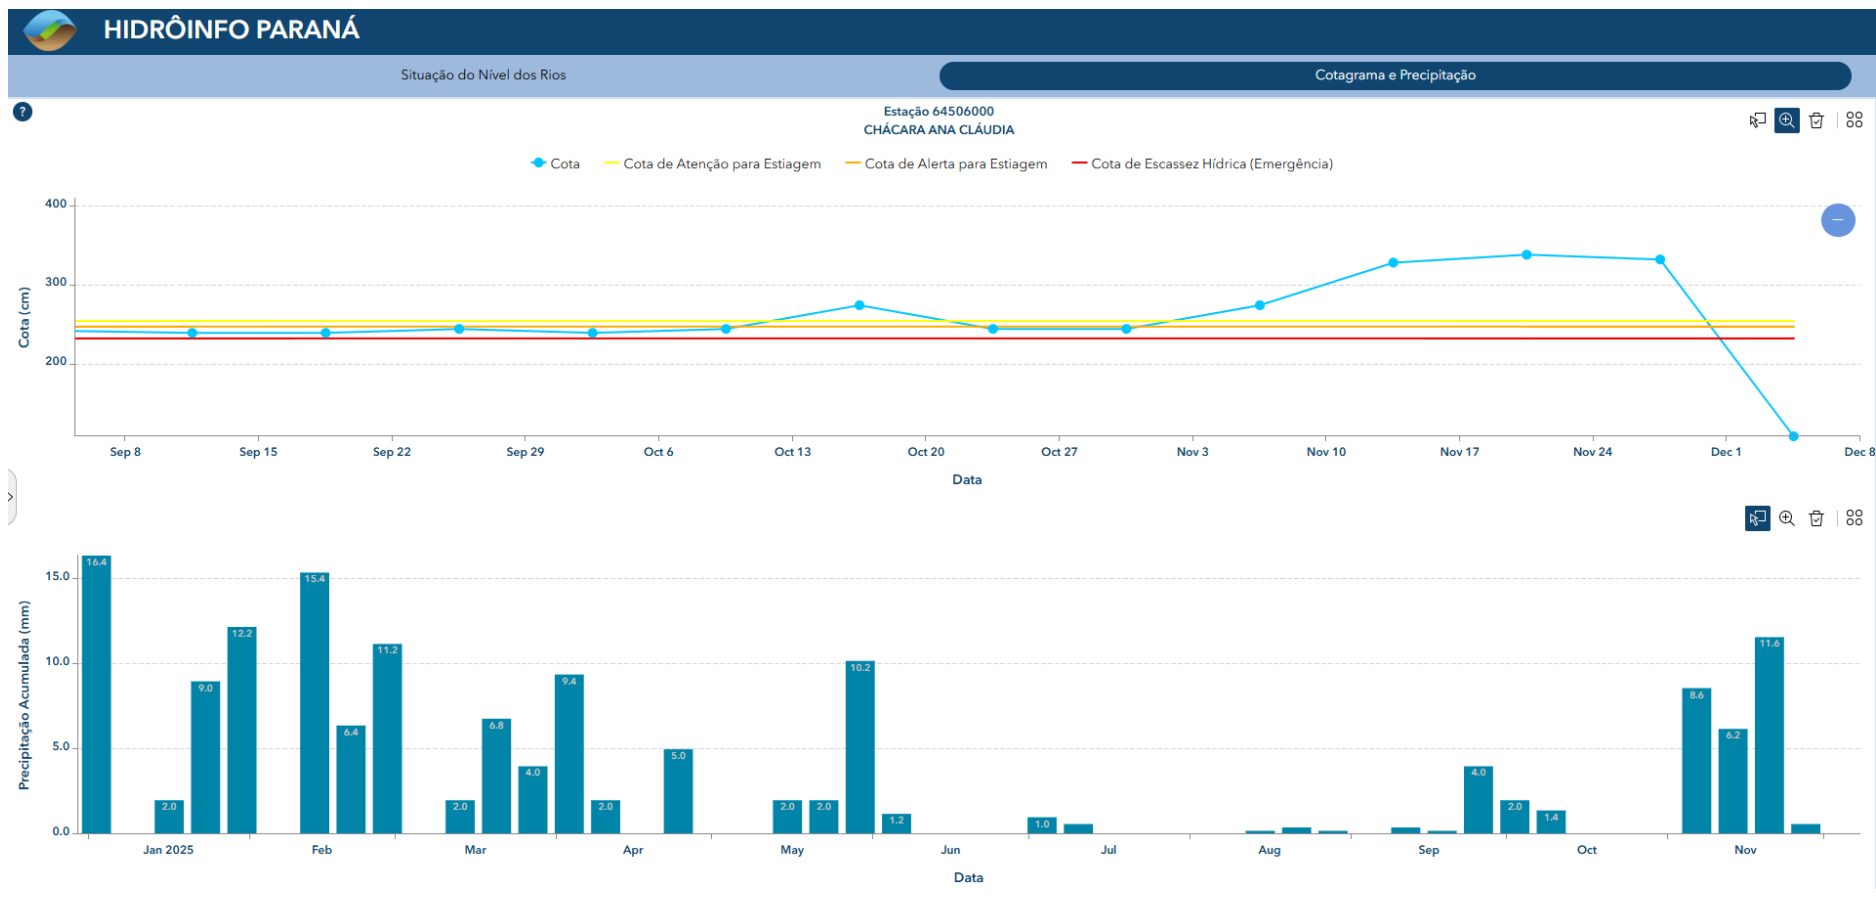 HIDRÔINFO PARANÁ
Situação do Nível dos Rios
Cotagrama e Precipitação
?
Estação 64506000
CHÁCARA ANA CLÁUDIA
Cota
Cota de Atenção para Estiagem
Cota de Alerta para Estiagem
Cota de Escassez Hídrica (Emergência)
Cota (cm)
400
300
200
Sep 8
Sep 15
Sep 22
Sep 29
Oct 6
Oct 13
Oct 20
Oct 27
Nov 3
Nov 10
Nov 17
Nov 24
Dec 1
Dec 8
Data
Precipitação Acumulada (mm)
15.0
10.0
5.0
0.0
16.4
2.0
9.0
12.2
15.4
6.4
11.2
2.0
6.8
4.0
9.4
2.0
5.0
2.0
2.0
10.2
1.2
1.0
4.0
2.0
1.4
8.6
6.2
11.6
Jan 2025
Feb
Mar
Apr
May
Jun
Jul
Aug
Sep
Oct
Nov
Data